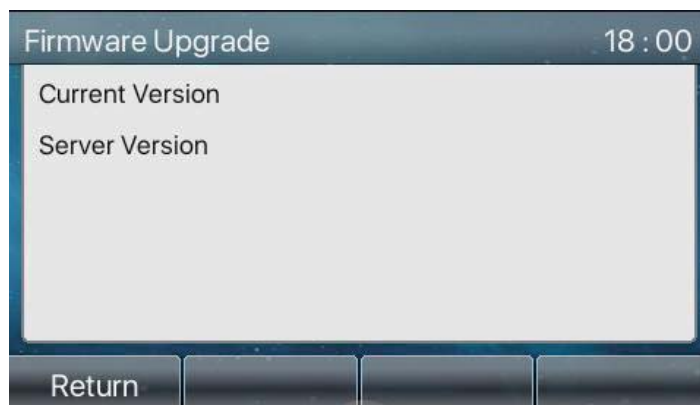 Firmware Upgrade 18 : 00
Current Version
Server Version
Return